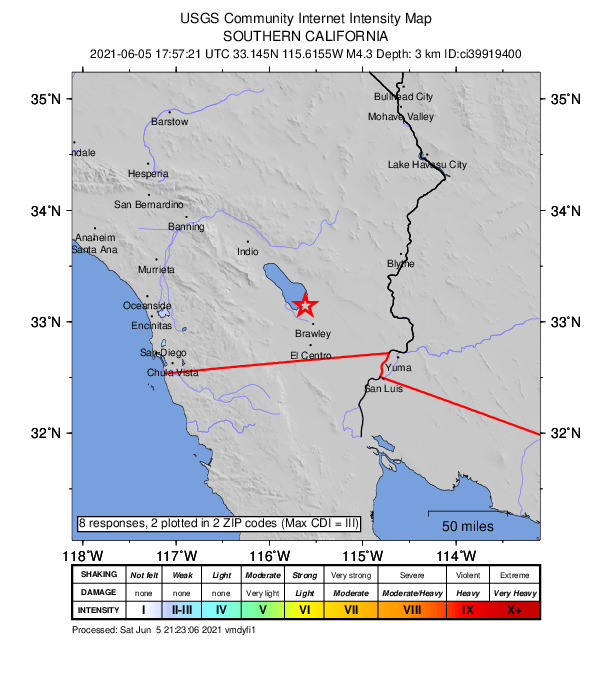 USGS Community Internet Intensity Map
SOUTHERN CALIFORNIA
2021-06-05 17:57:21 UTC 33.145N 115.6155W M4.3 Depth: 3 km ID:ci39919400
35°N
35°N
Bullhead City
Mohave Valley
Barstow
ndale
Lake Havasu City
Hesperia
San Bernardino
34°N
34°N
Banning
Anaheim
Santa Ana
Indio
Murrieta
Blythe
Oceanside
33°N
33°N
Encinitas
Brawley
San Diego
El Centro
Chula Vista
Yuma
San Luis
32°N
32°N
8 responses, 2 plotted in 2 ZIP codes (Max CDI = III)
50 miles
118°W 117°W 116°W 115°W 114°W
SHAKING Not felt Weak Light Moderate Strong Very strong Severe Violent Extreme
DAMAGE none none none Very light Light Moderate Moderate/Heavy Heavy Very Heavy
INTENSITY I II-III IV V VI VII VIII IX X+
Processed: Sat Jun 5 21:23:06 2021 vmdyfi1